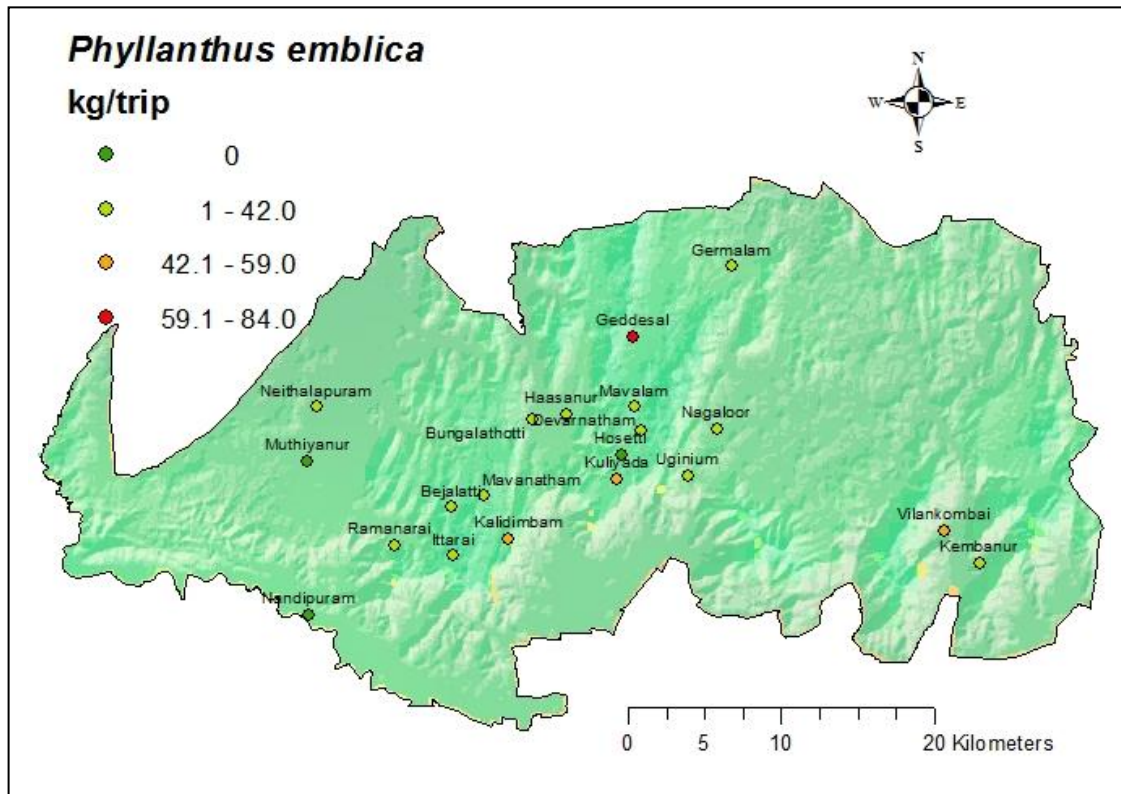 Phyllanthus emblica
kg/trip
0
1 - 42.0
42.1 - 59.0
59.1 - 84.0
N
W E
S
Germalam
Geddesal
Neithalapuram
Haasanur
Mavalam
Devarnatham
Nagaloor
Bungalathotti
Muthiyanur
Hosetti
Kuliyada
Uginium
Mavanatham
Bejalatti
Vilankombai
Kalidimbam
Ramanarai
Ittarai
Kembanur
Nandipuram
0 5 10 20 Kilometers